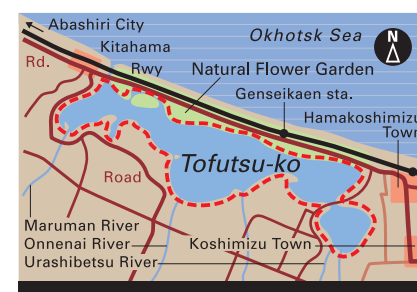 Abashiri City
Okhotsk Sea
N
Kitahama
Rd.
Rwy
Natural Flower Garden
Genseikaen sta.
Hamakoshimizu
Town
Tofutsu-ko
Road
Maruman River
Onnenai River
Koshimizu Town
Urashibetsu River